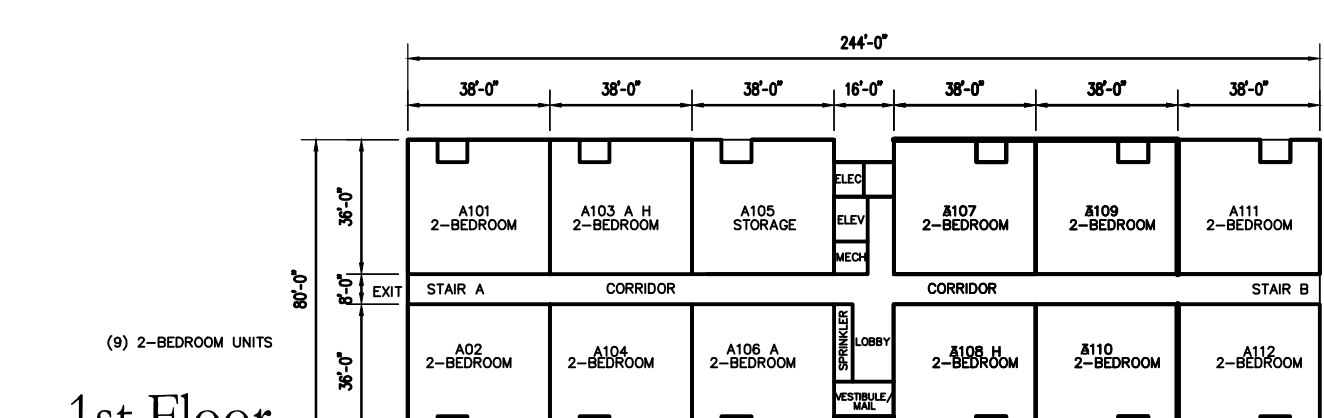 244'-0"
38'-0" 38'-0" 38'-0" 16'-0" 38'-0" 38'-0" 38'-0"
ELEC
36'-0"
A101
2-BEDROOM
A103 A H
2-BEDROOM
A105
STORAGE
ELEV
A107
2-BEDROOM
A109
2-BEDROOM
A111
2-BEDROOM
MECH
80'-0"
8'-0"
EXIT STAIR A CORRIDOR CORRIDOR STAIR B
(9) 2-BEDROOM UNITS
36'-0"
A02
2-BEDROOM
A104
2-BEDROOM
A106 A
2-BEDROOM
SPRINKLER
LOBBY
A108 H
2-BEDROOM
A110
2-BEDROOM
A112
2-BEDROOM
VESTIBULE/
MAIL
1st Floor